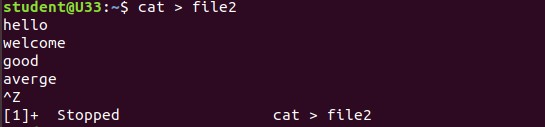 student@U33:~$ cat > file2
hello
welcome
good
averge
^Z
[1]+  Stopped                 cat > file2